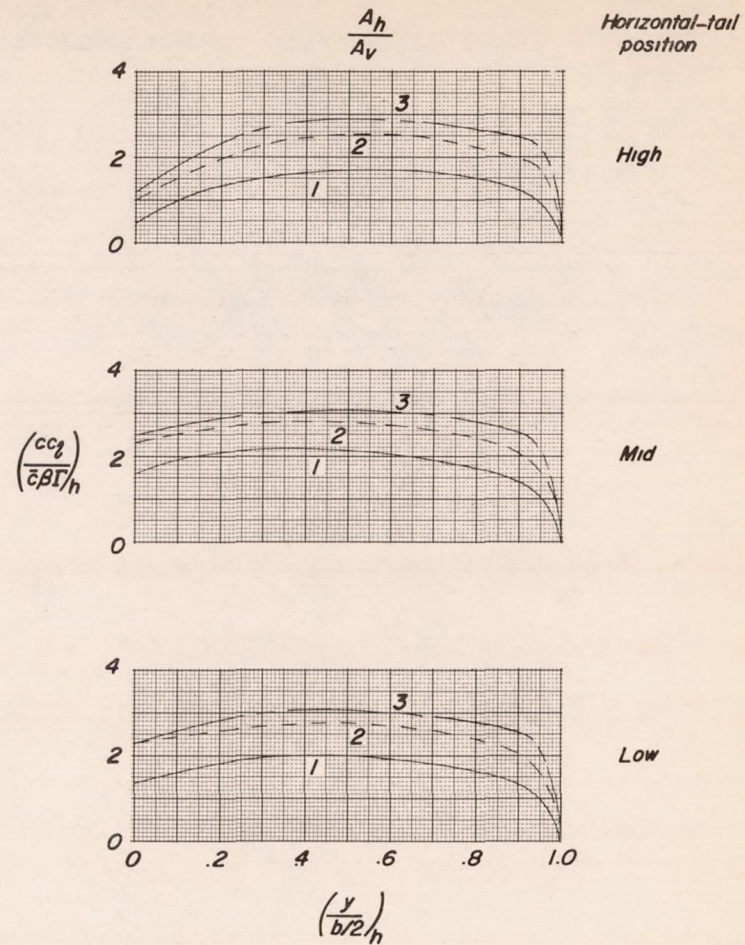 A_h / A_v
Horizontal-tail position
4
2
0
3
2
1
High
4
2
0
3
2
1
(cc_l / c̄βΓ)_h
Mid
4
2
0
3
2
1
Low
0 .2 .4 .6 .8 1.0
(y / b/2)_h